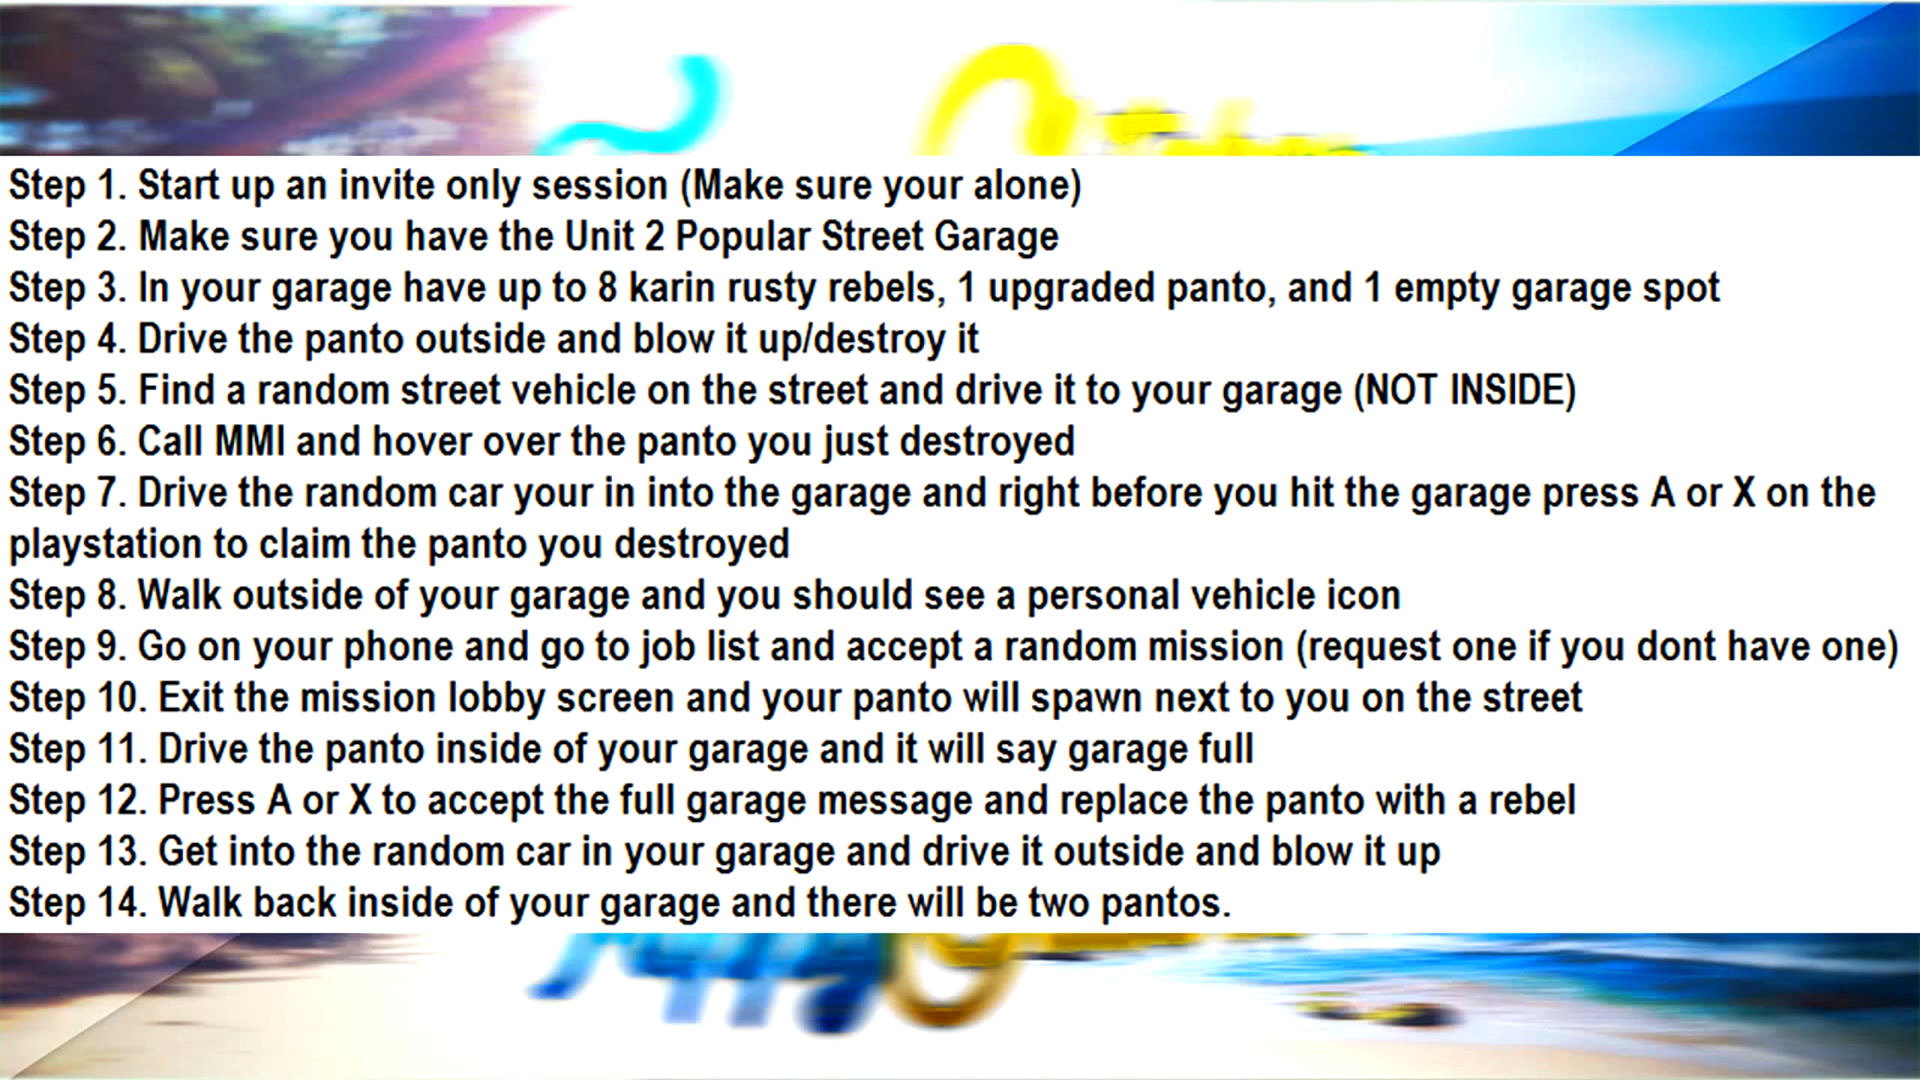 Step 1. Start up an invite only session (Make sure your alone)
Step 2. Make sure you have the Unit 2 Popular Street Garage
Step 3. In your garage have up to 8 karin rusty rebels, 1 upgraded panto, and 1 empty garage spot
Step 4. Drive the panto outside and blow it up/destroy it
Step 5. Find a random street vehicle on the street and drive it to your garage (NOT INSIDE)
Step 6. Call MMI and hover over the panto you just destroyed
Step 7. Drive the random car your in into the garage and right before you hit the garage press A or X on the
playstation to claim the panto you destroyed
Step 8. Walk outside of your garage and you should see a personal vehicle icon
Step 9. Go on your phone and go to job list and accept a random mission (request one if you dont have one)
Step 10. Exit the mission lobby screen and your panto will spawn next to you on the street
Step 11. Drive the panto inside of your garage and it will say garage full
Step 12. Press A or X to accept the full garage message and replace the panto with a rebel
Step 13. Get into the random car in your garage and drive it outside and blow it up
Step 14. Walk back inside of your garage and there will be two pantos.